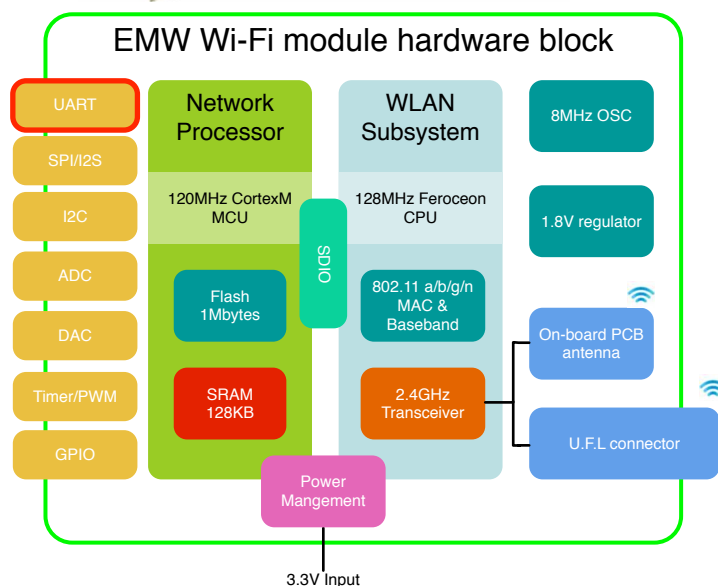 EMW Wi-Fi module hardware block
UART
SPI/I2S
I2C
ADC
DAC
Timer/PWM
GPIO
Network
Processor
120MHz CortexM
MCU
Flash
1Mbytes
SRAM
128KB
SDIO
WLAN
Subsystem
128MHz Feroceon
CPU
802.11 a/b/g/n
MAC &
Baseband
2.4GHz
Transceiver
8MHz OSC
1.8V regulator
On-board PCB
antenna
U.F.L connector
Power
Mangement
3.3V Input